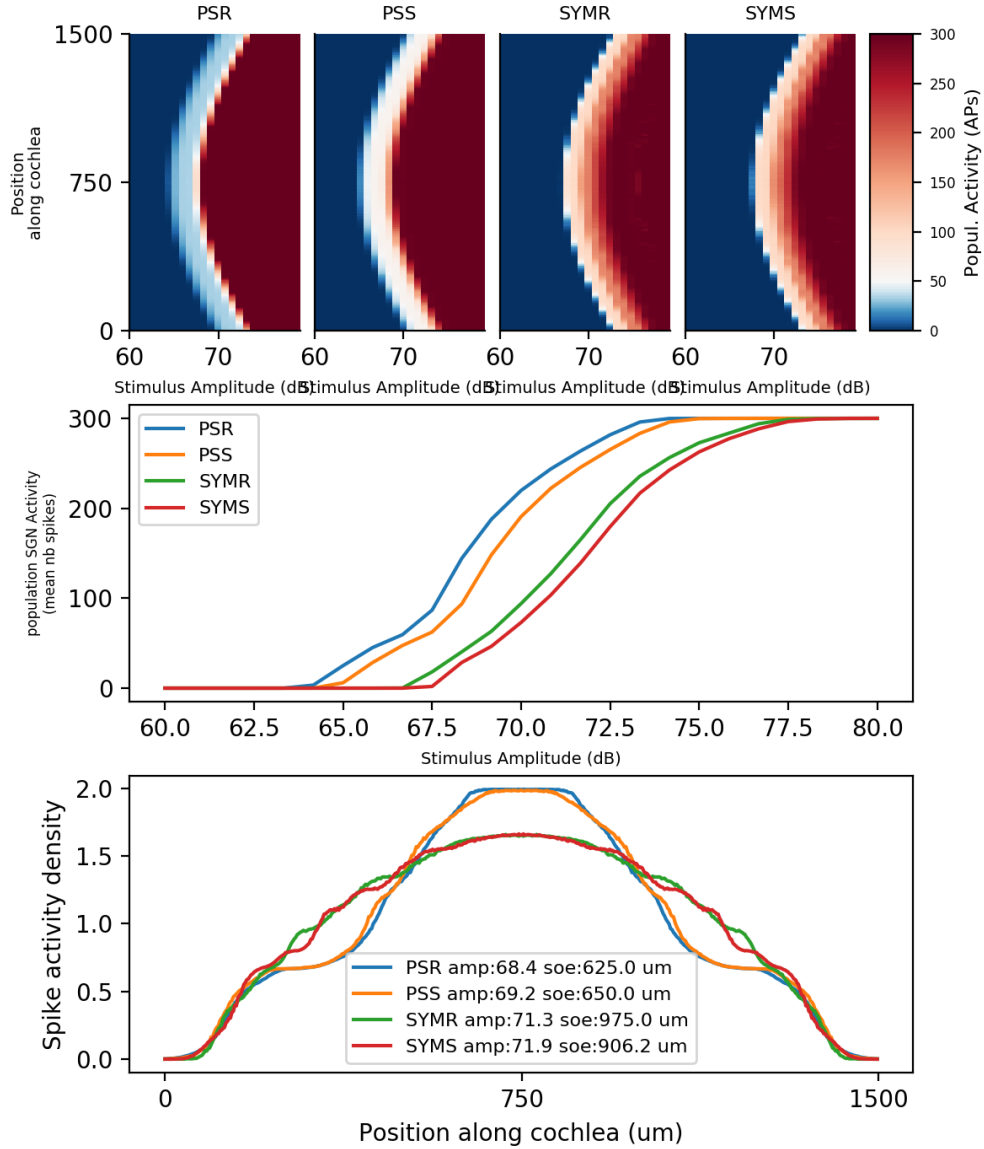 PSR PSS SYMR SYMS
1500
750
0
Position
along cochlea
60 70 60 70 60 70 60 70
Stimulus Amplitude (dB) Stimulus Amplitude (dB) Stimulus Amplitude (dB) Stimulus Amplitude (dB)
300
250
200
150
100
50
0
Popul. Activity (APs)
300
200
100
0
population SGN Activity
(mean nb spikes)
PSR
PSS
SYMR
SYMS
60.0 62.5 65.0 67.5 70.0 72.5 75.0 77.5 80.0
Stimulus Amplitude (dB)
2.0
1.5
1.0
0.5
0.0
Spike activity density
PSR amp:68.4 soe:625.0 um
PSS amp:69.2 soe:650.0 um
SYMR amp:71.3 soe:975.0 um
SYMS amp:71.9 soe:906.2 um
0 750 1500
Position along cochlea (um)